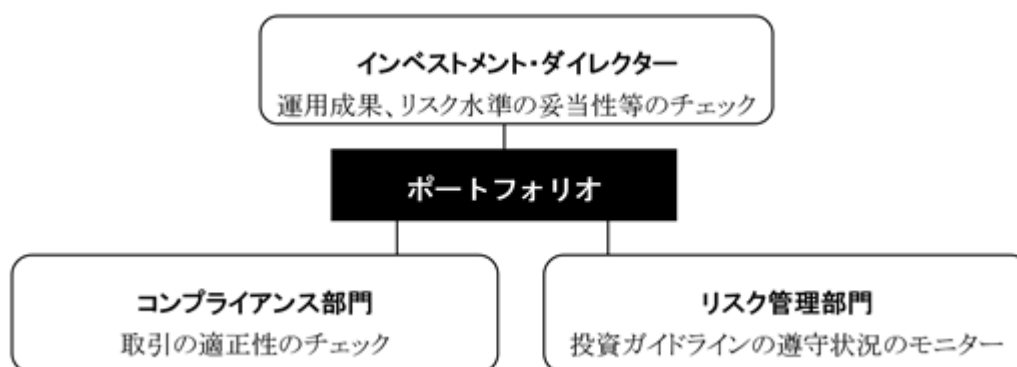 インベストメント・ダイレクター
運用成果、リスク水準の妥当性等のチェック
ポートフォリオ
コンプライアンス部門
取引の適正性のチェック
リスク管理部門
投資ガイドラインの遵守状況のモニター